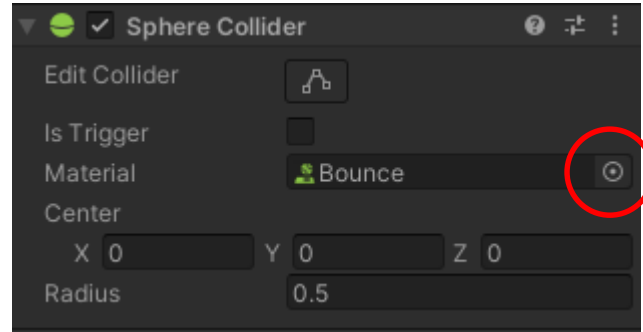 Sphere Collider
Edit Collider
Is Trigger
Material Bounce
Center
X 0 Y 0 Z 0
Radius 0.5